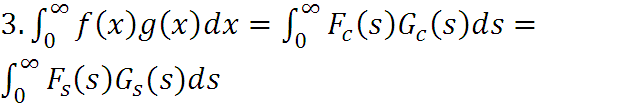 3. ∫₀^∞ f(x)g(x)dx = ∫₀^∞ F_c(s)G_c(s)ds =
∫₀^∞ F_s(s)G_s(s)ds